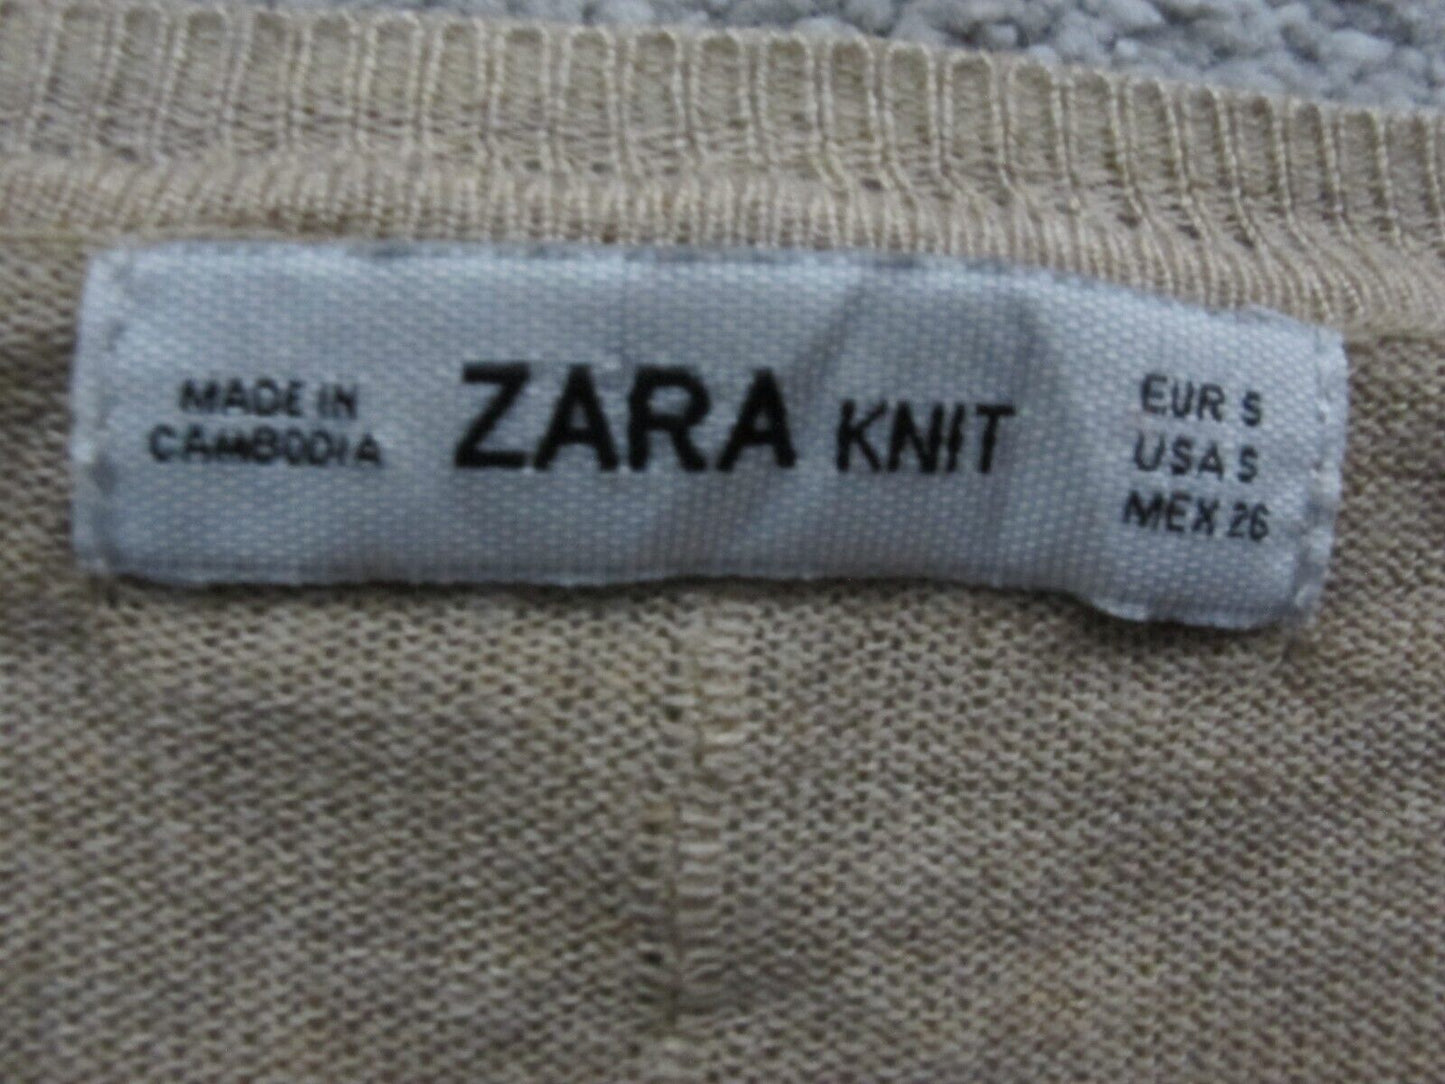 MADE IN
CAMBODIA
ZARA KNIT
EUR S
USA S
MEX 26